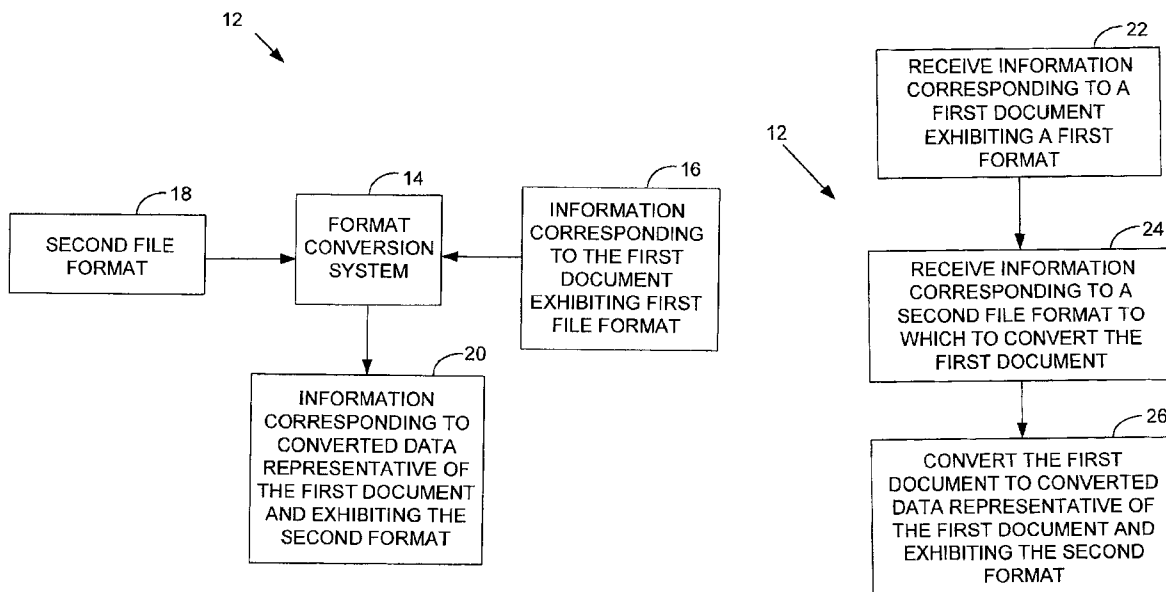 12
18
SECOND FILE
FORMAT
14
FORMAT
CONVERSION
SYSTEM
16
INFORMATION
CORRESPONDING
TO THE FIRST
DOCUMENT
EXHIBITING FIRST
FILE FORMAT
20
INFORMATION
CORRESPONDING TO
CONVERTED DATA
REPRESENTATIVE OF
THE FIRST DOCUMENT
AND EXHIBITING THE
SECOND FORMAT
12
22
RECEIVE INFORMATION
CORRESPONDING TO A
FIRST DOCUMENT
EXHIBITING A FIRST
FORMAT
24
RECEIVE INFORMATION
CORRESPONDING TO A
SECOND FILE FORMAT TO
WHICH TO CONVERT THE
FIRST DOCUMENT
26
CONVERT THE FIRST
DOCUMENT TO CONVERTED
DATA REPRESENTATIVE OF
THE FIRST DOCUMENT AND
EXHIBITING THE SECOND
FORMAT